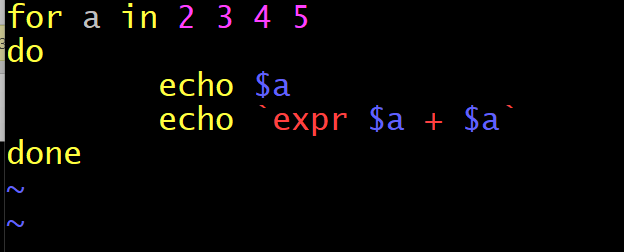 for a in 2 3 4 5
do
echo $a
echo `expr $a + $a`
done
~
~